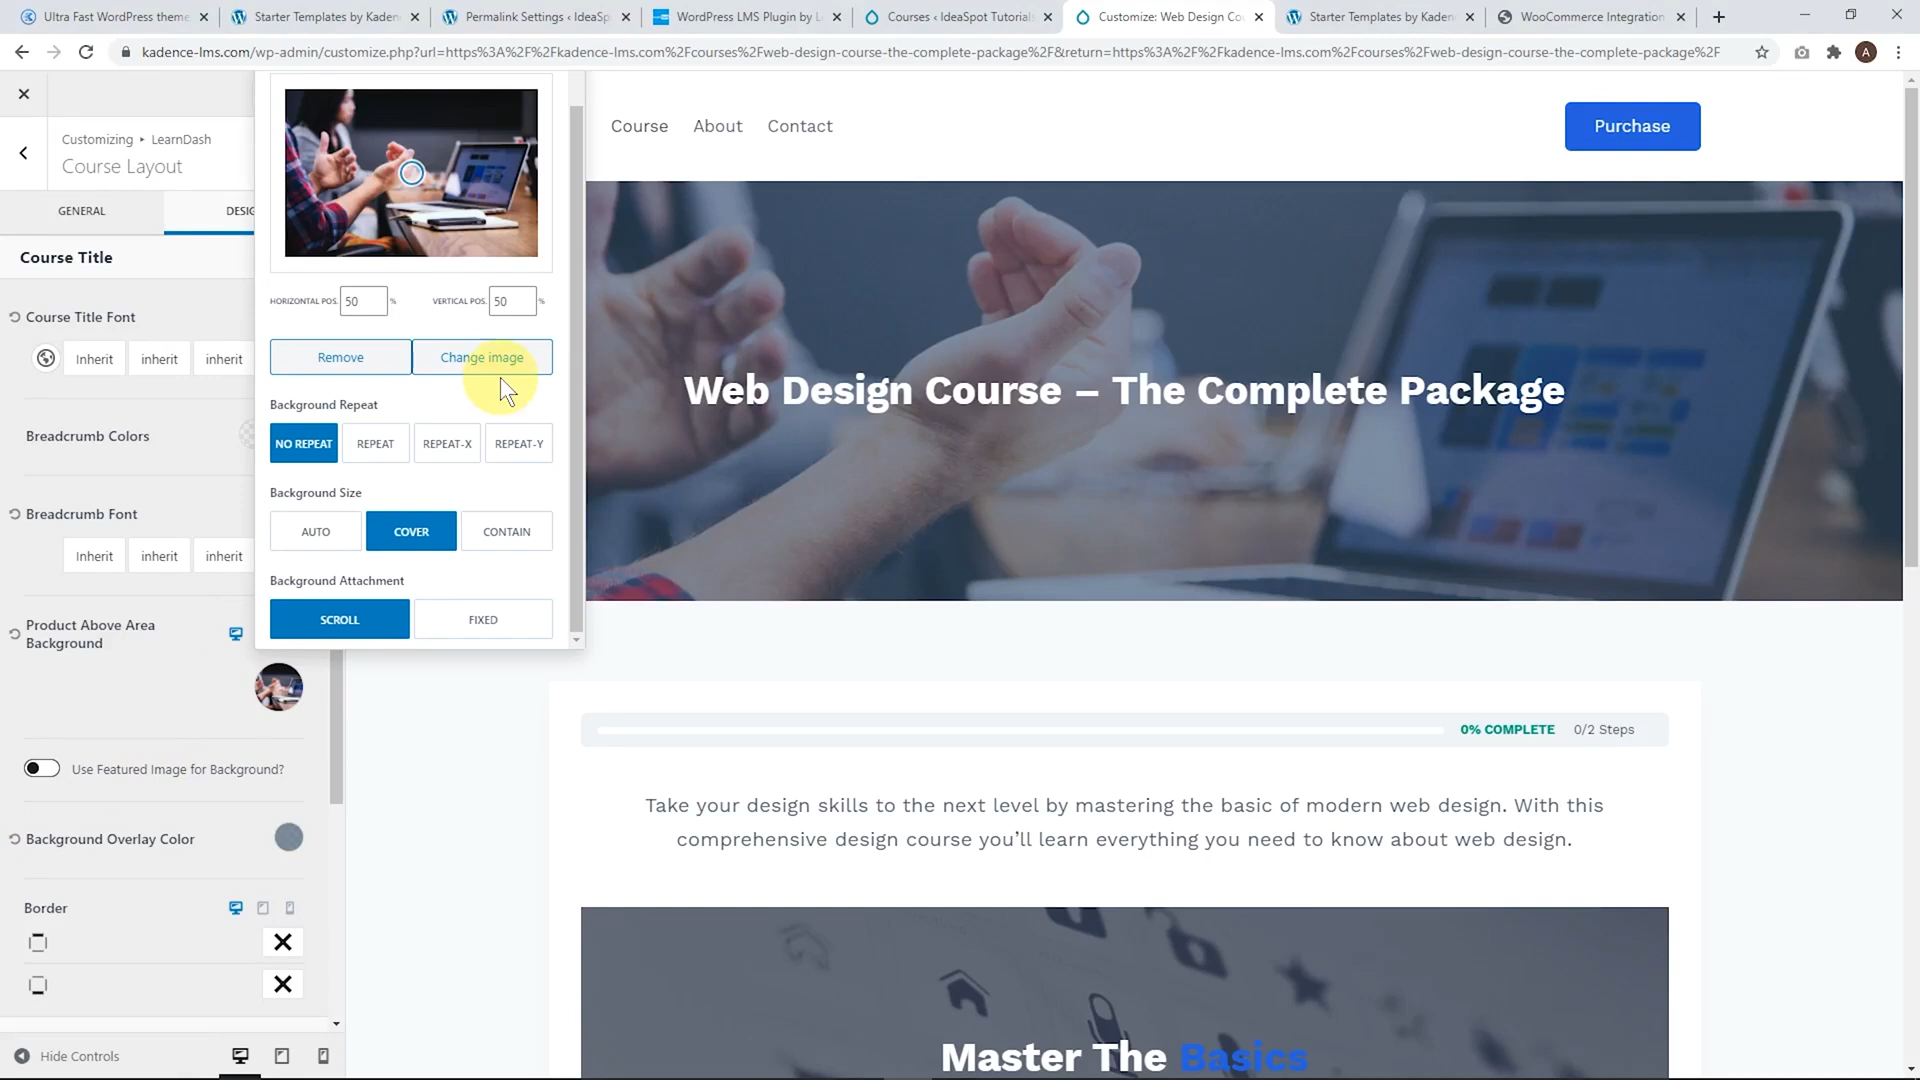 Ultra Fast WordPress theme
Starter Templates by Kaden
Permalink Settings ‹ IdeaSp
WordPress LMS Plugin by L
Courses ‹ IdeaSpot Tutorials
Customize: Web Design Co
Starter Templates by Kaden
WooCommerce Integration
kadence-lms.com/wp-admin/customize.php?url=https%3A%2F%2Fkadence-lms.com%2Fcourses%2Fweb-design-course-the-complete-package%2F&return=https%3A%2F%2Fkadence-lms.com%2Fcourses%2Fweb-design-course-the-complete-package%2F
A
Customizing ▸ LearnDash
Course Layout
GENERAL
DESIG
Course Title
Course Title Font
Inherit inherit inherit
Breadcrumb Colors
Breadcrumb Font
Inherit inherit inherit
Product Above Area
Background
Use Featured Image for Background?
Background Overlay Color
Border
Hide Controls
HORIZONTAL POS. 50 % VERTICAL POS. 50 %
Remove Change image
Background Repeat
NO REPEAT REPEAT REPEAT-X REPEAT-Y
Background Size
AUTO COVER CONTAIN
Background Attachment
SCROLL FIXED
Course About Contact
Purchase
Web Design Course – The Complete Package
0% COMPLETE 0/2 Steps
Take your design skills to the next level by mastering the basic of modern web design. With this
comprehensive design course you’ll learn everything you need to know about web design.
Master The Basics